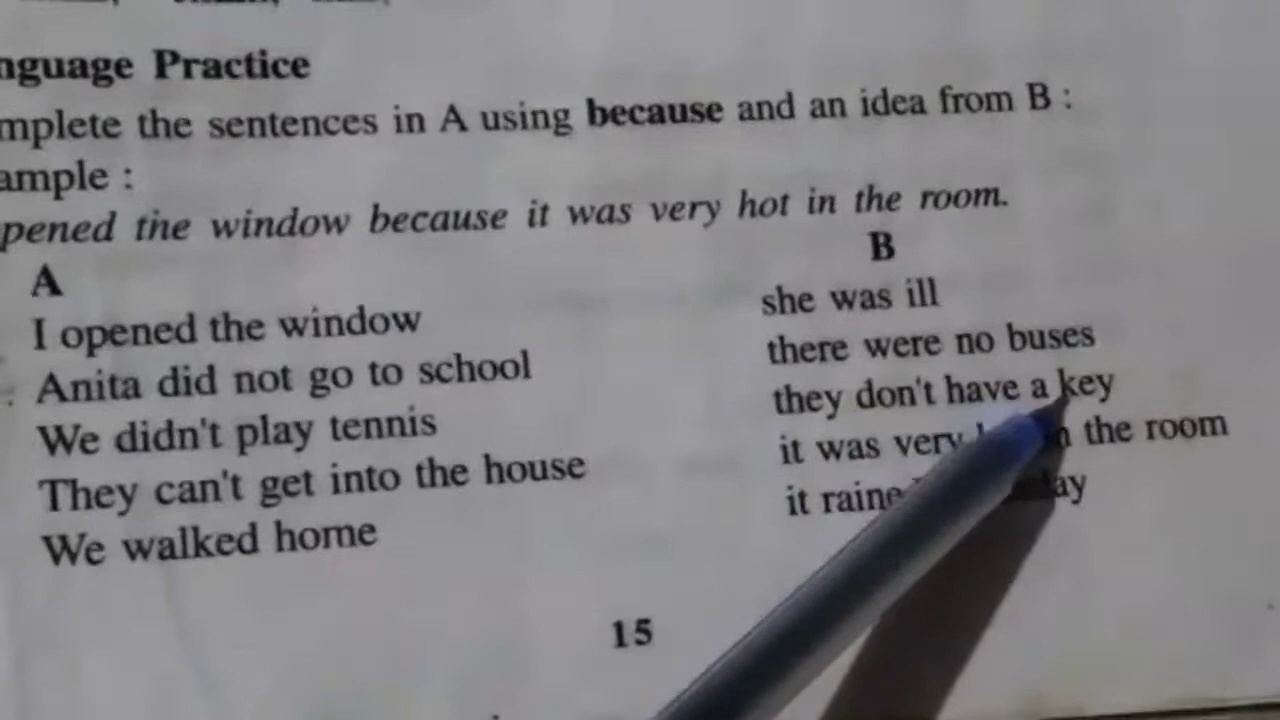 nguage Practice
mplete the sentences in A using because and an idea from B :
ample :
pened the window because it was very hot in the room.
A
B
I opened the window
she was ill
Anita did not go to school
there were no buses
We didn't play tennis
they don't have a key
They can't get into the house
it was very the room
We walked home
it raine ay
15